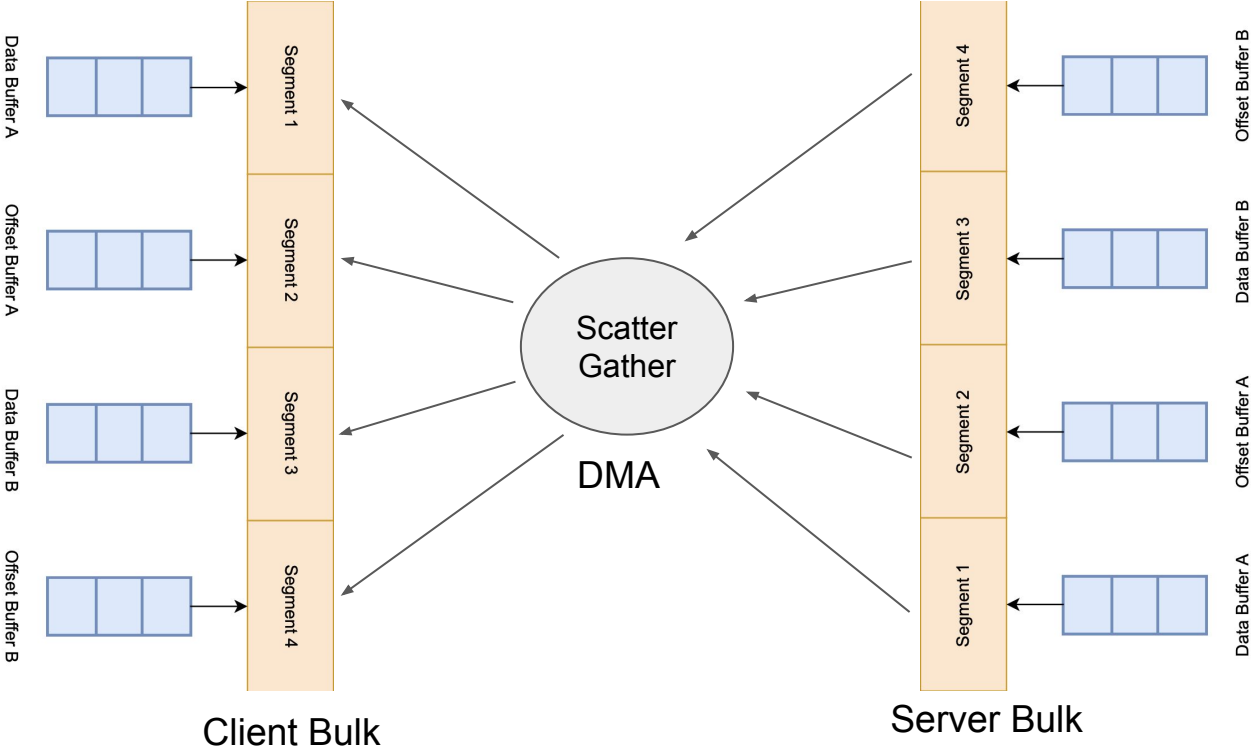 Data Buffer A
Segment 1
Offset Buffer A
Segment 2
Data Buffer B
Segment 3
Offset Buffer B
Segment 4
Client Bulk
Scatter
Gather
DMA
Segment 4
Offset Buffer B
Segment 3
Data Buffer B
Segment 2
Offset Buffer A
Segment 1
Data Buffer A
Server Bulk